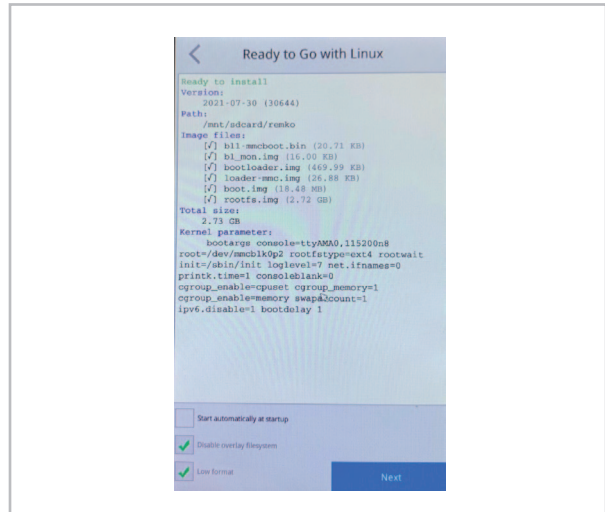 Ready to Go with Linux
Ready to install
Version:
2021-07-30 (30644)
Path:
/mnt/sdcard/remko
Image files:
[√] bl1-mmcboot.bin (20.71 KB)
[√] bl_mon.img (16.00 KB)
[√] bootloader.img (469.99 KB)
[√] loader-mmc.img (26.88 KB)
[√] boot.img (18.48 MB)
[√] rootfs.img (2.72 GB)
Total size:
2.73 GB
Kernel parameter:
bootargs console=ttyAMA0,115200n8
root=/dev/mmcblk0p2 rootfstype=ext4 rootwait
init=/sbin/init loglevel=7 net.ifnames=0
printk.time=1 consoleblank=0
cgroup_enable=cpuset cgroup_memory=1
cgroup_enable=memory swapaccount=1
ipv6.disable=1 bootdelay 1
Start automatically at startup
Disable overlay filesystem
Low format
Next